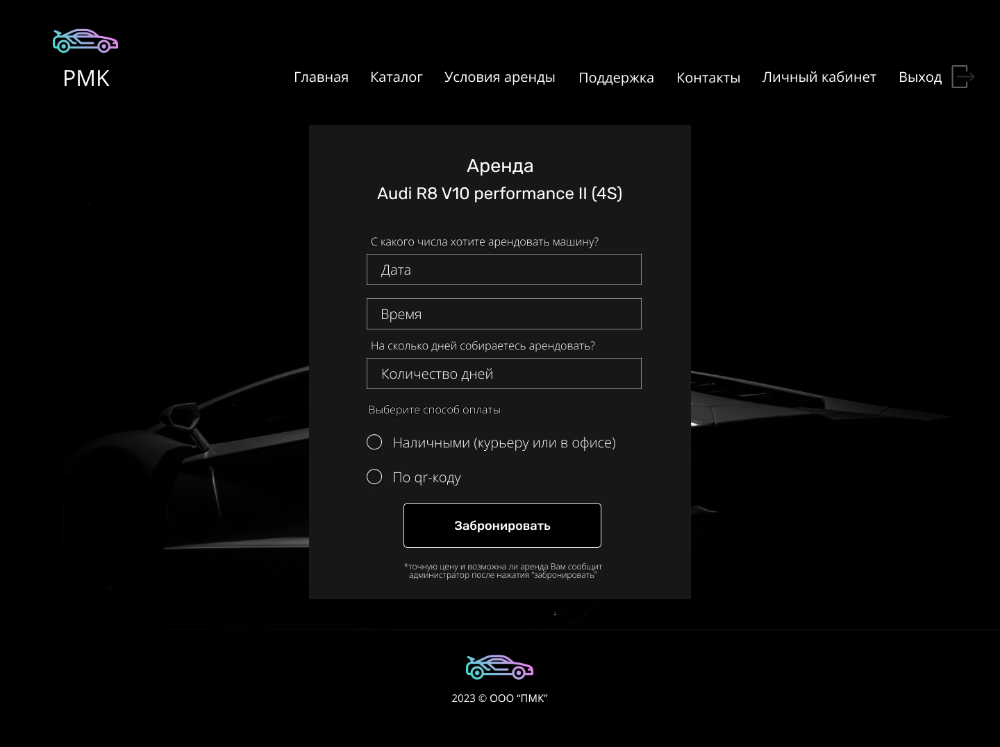 PMK
Главная Каталог Условия аренды Поддержка Контакты Личный кабинет Выход
Аренда
Audi R8 V10 performance II (4S)
С какого числа хотите арендовать машину?
Дата
Время
На сколько дней собираетесь арендовать?
Количество дней
Выберите способ оплаты
Наличными (курьеру или в офисе)
По qr-коду
Забронировать
*точную цену и возможна ли аренда Вам сообщит
администратор после нажатия “забронировать”
2023 © ООО “ПМК”